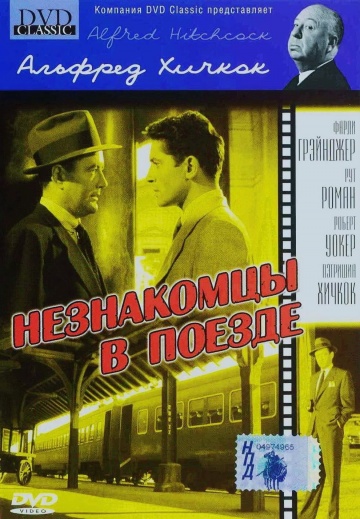 Компания DVD Classic представляет
DVD
CLASSIC
Alfred Hitchcock
Альфред Хичкок
ФАРЛИ
ГРЭЙНДЖЕР
РУТ
РОМАН
РОБЕРТ
УОКЕР
ПАТРИЦИЯ
ХИЧКОК
НЕЗНАКОМЦЫ
В ПОЕЗДЕ
04974965
Н
Д
DVD
VIDEO